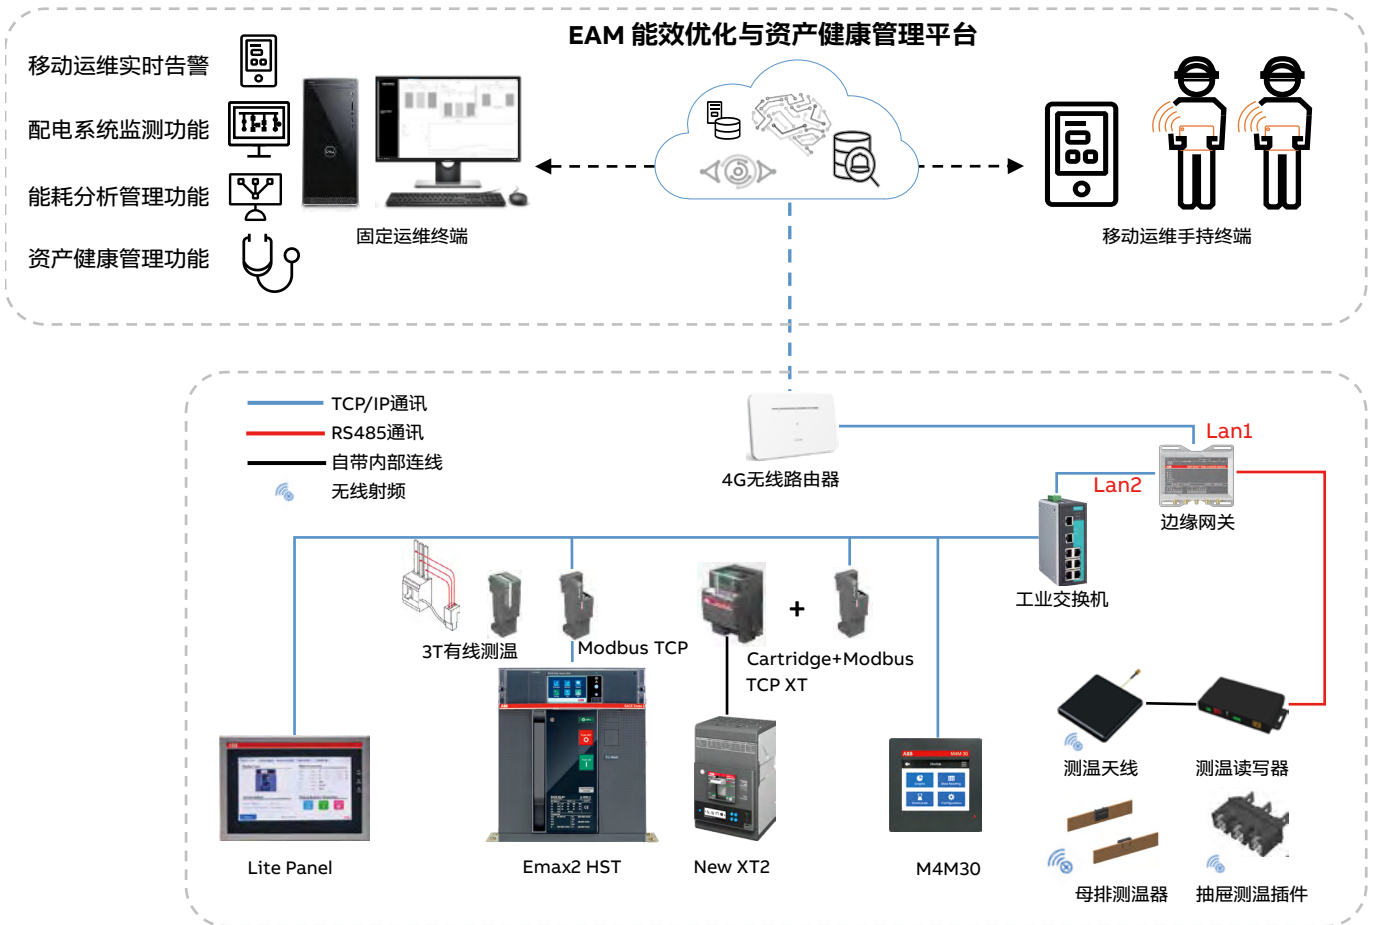 EAM 能效优化与资产健康管理平台
移动运维实时告警
配电系统监测功能
能耗分析管理功能
资产健康管理功能
固定运维终端
移动运维手持终端
TCP/IP通讯
RS485通讯
自带内部连线
无线射频
4G无线路由器
Lan1
Lan2
边缘网关
工业交换机
3T有线测温
Modbus TCP
+
Cartridge+Modbus
TCP XT
测温天线
测温读写器
ABB
ABB
ABB
M4M 30
Lite Panel
Emax2 HST
New XT2
M4M30
母排测温器
抽屉测温插件